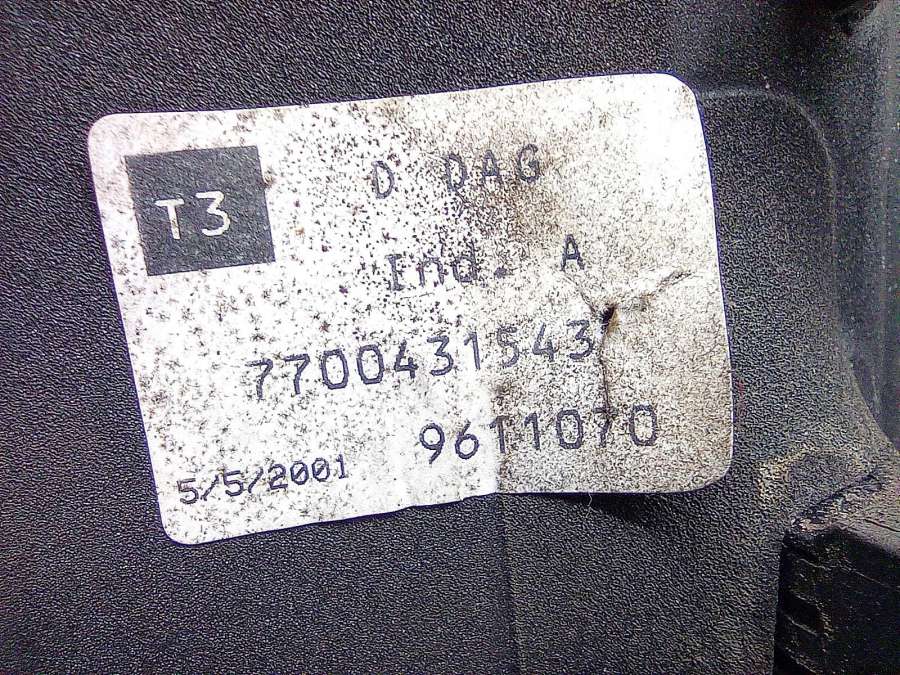 T3
D DAG
Ind. A
7700431543
9611070
5/5/2001